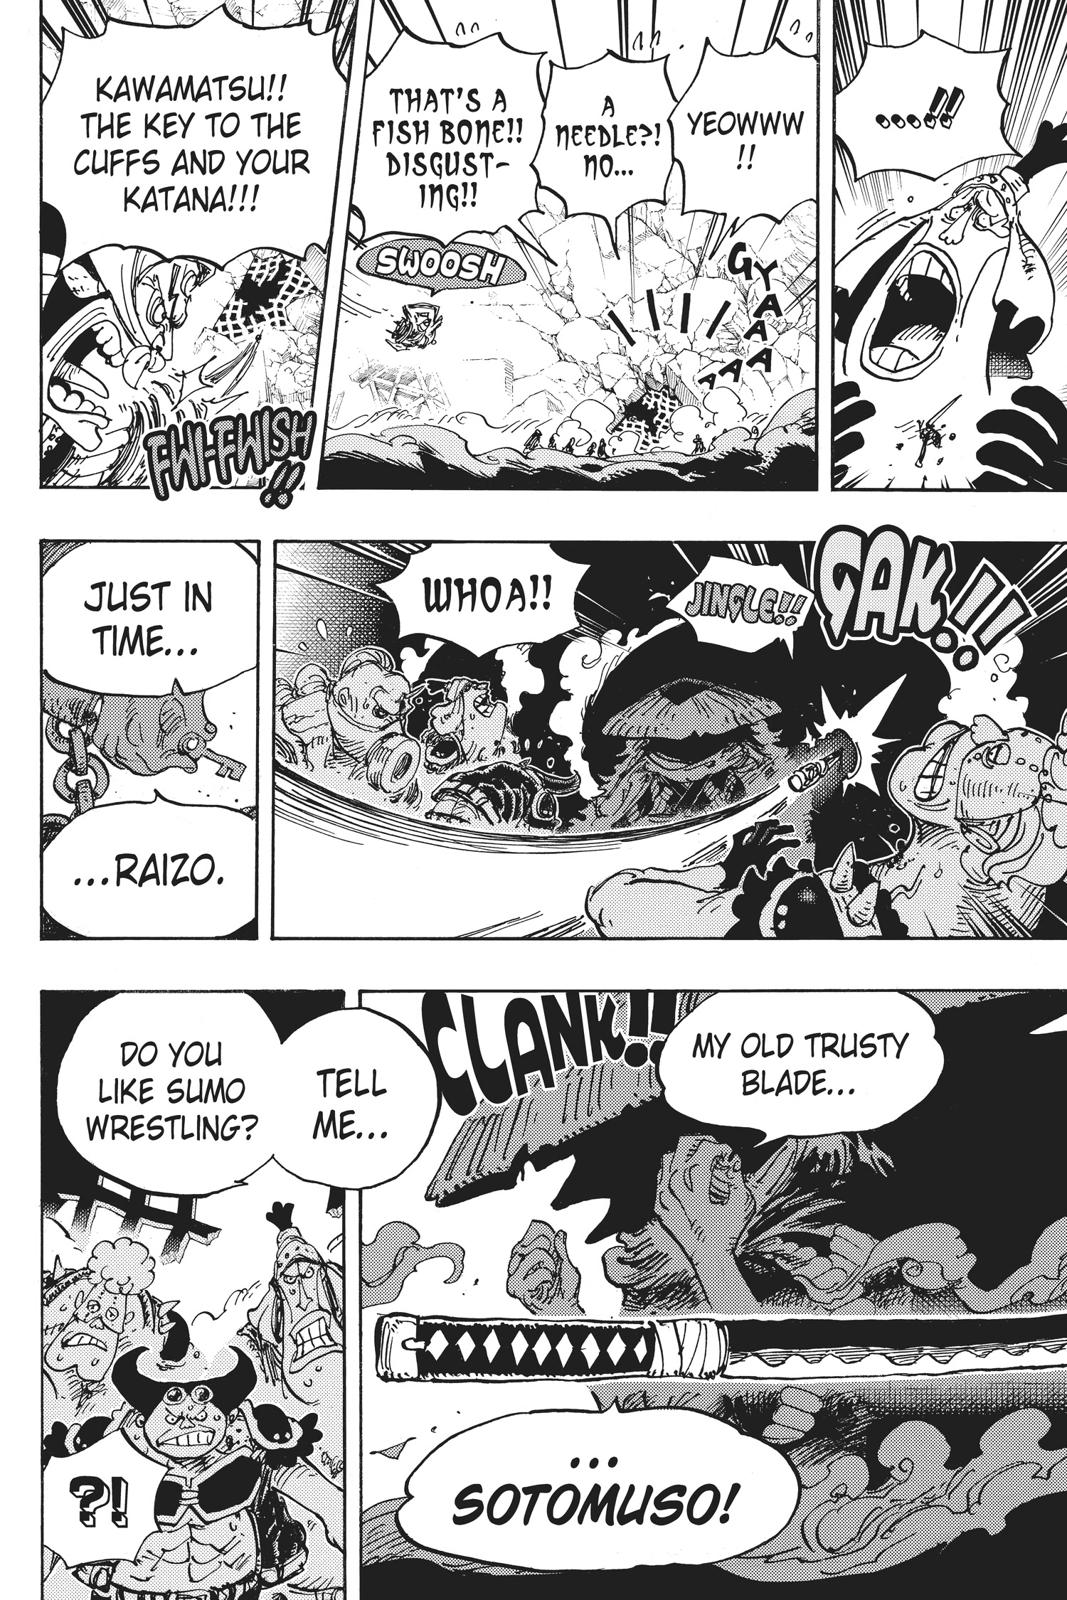 ...!!
YEOWWW
!!
A
NEEDLE?!
NO...
THAT'S A
FISH BONE!!
DISGUST-
ING!!
GYAAAAAA
SWOOSH
KAWAMATSU!!
THE KEY TO THE
CUFFS AND YOUR
KATANA!!!
FWI-FWISH
!!
GAK..!!
JINGLE!!
WHOA!!
JUST IN
TIME...
...RAIZO.
MY OLD TRUSTY
BLADE...
CLANK!!
...
SOTOMUSO!
TELL
ME...
DO YOU
LIKE SUMO
WRESTLING?
?!